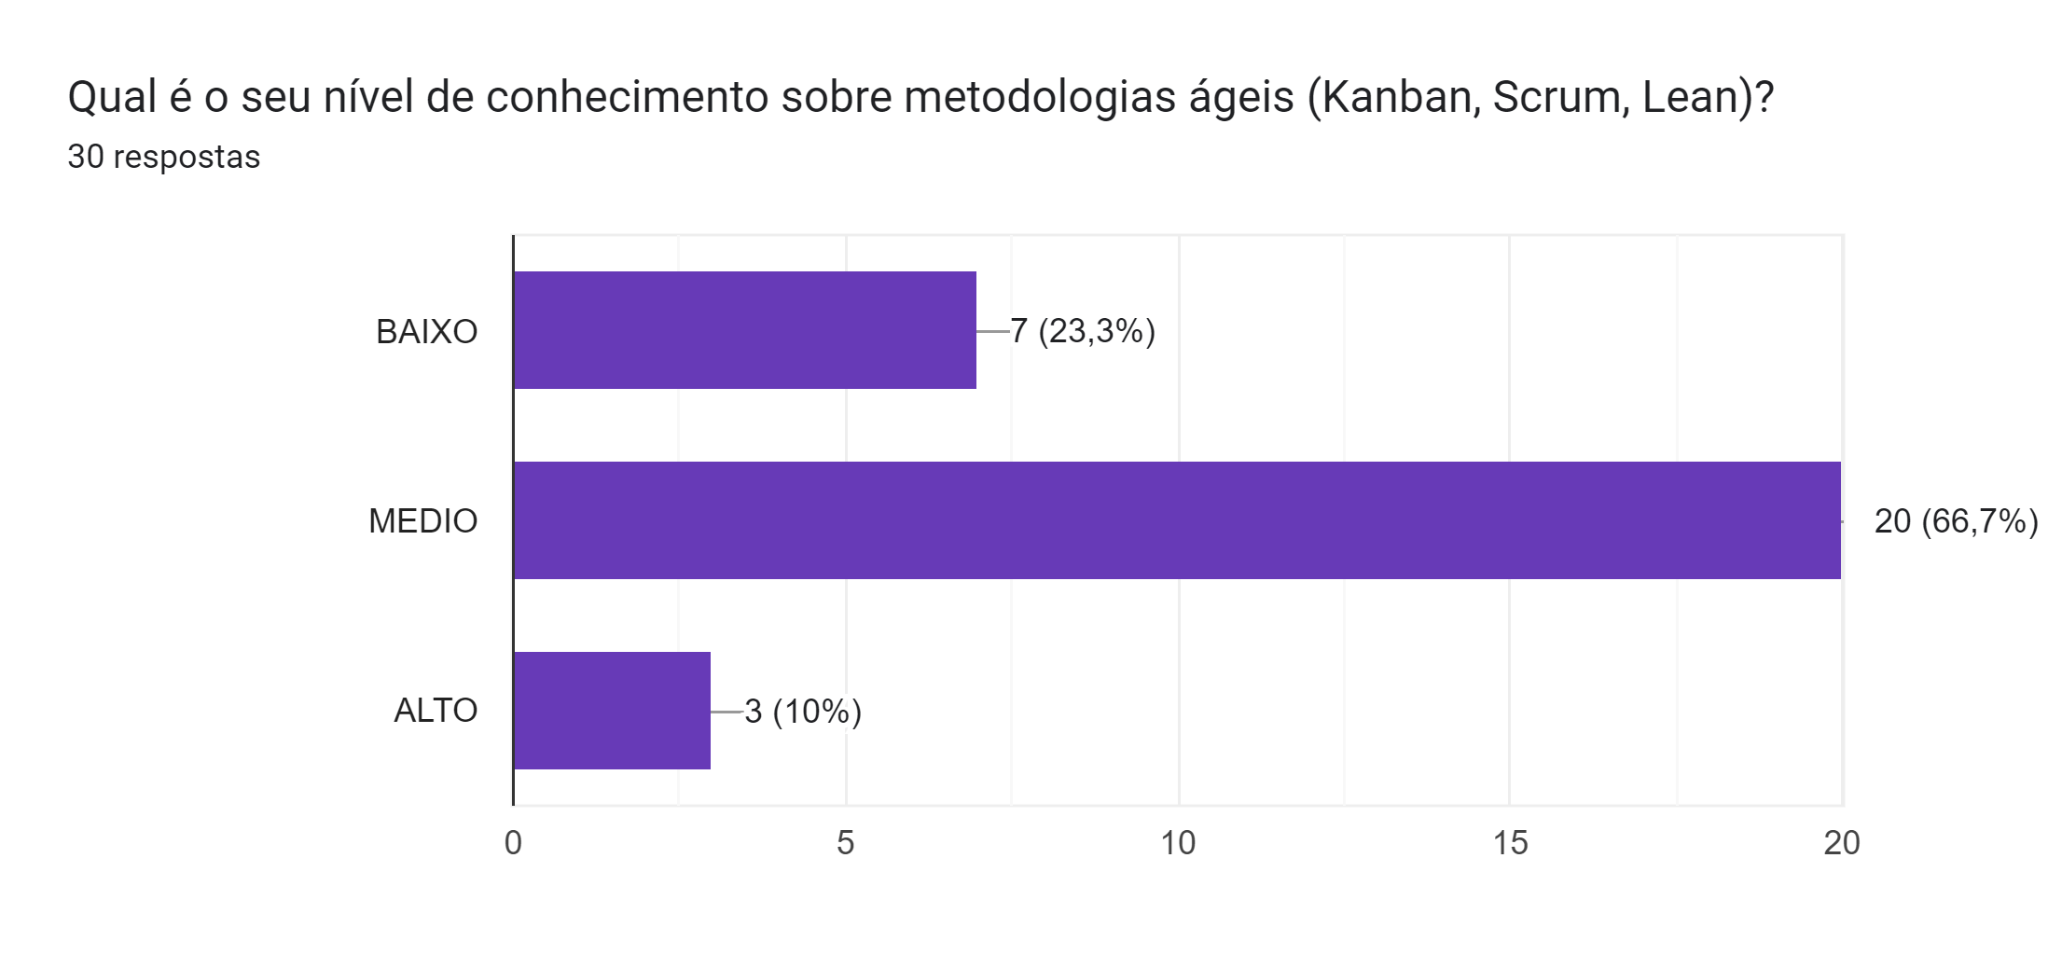 Qual é o seu nível de conhecimento sobre metodologias ágeis (Kanban, Scrum, Lean)?
30 respostas
BAIXO
7 (23,3%)
MEDIO
20 (66,7%)
ALTO
3 (10%)
0 5 10 15 20